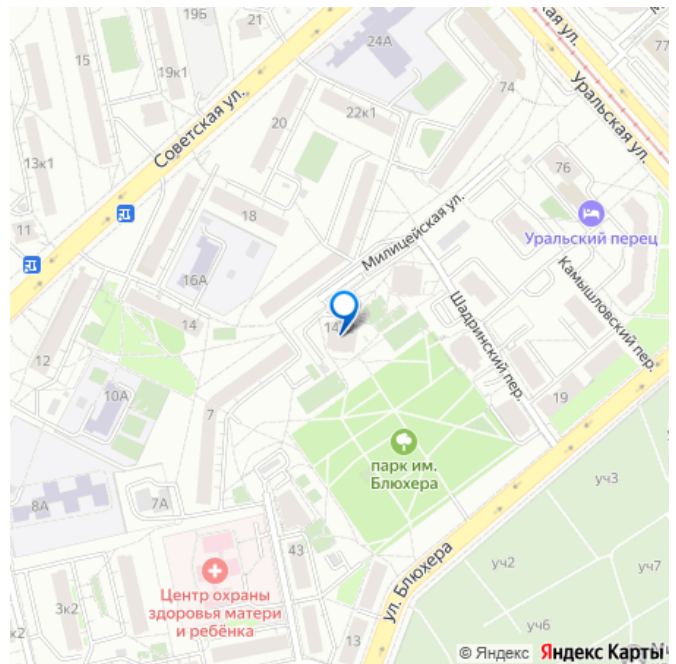 19Б
21
24А
ая ул.
77
15
19к1
74
Уральская ул.
Советская ул.
20
22к1
13к1
76
18
Милицейская ул.
Уральский перец
11
16А
Камышловский пер.
14
14
Шадринский пер.
12
10А
7
19
парк им.
Блюхера
уч3
8А
7А
43
ул. Блюхера
уч2
уч7
Центр охраны
здоровья матери
и ребёнка
3к2
к2
13
уч6
© Яндекс Яндекс Карты